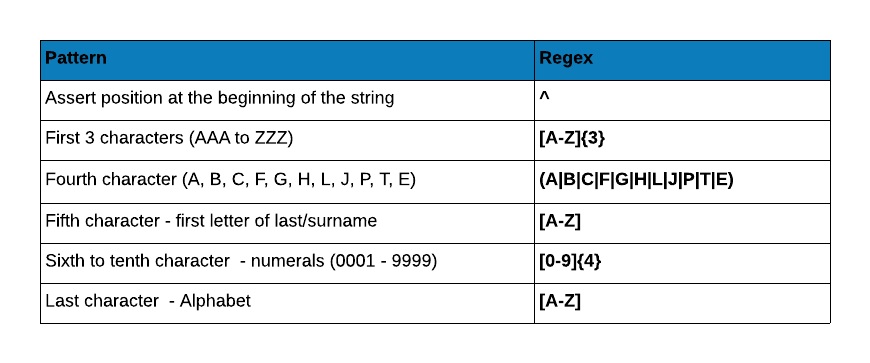 Pattern Regex
Assert position at the beginning of the string ^
First 3 characters (AAA to ZZZ) [A-Z]{3}
Fourth character (A, B, C, F, G, H, L, J, P, T, E) (A|B|C|F|G|H|L|J|P|T|E)
Fifth character - first letter of last/surname [A-Z]
Sixth to tenth character  - numerals (0001 - 9999) [0-9]{4}
Last character  - Alphabet [A-Z]